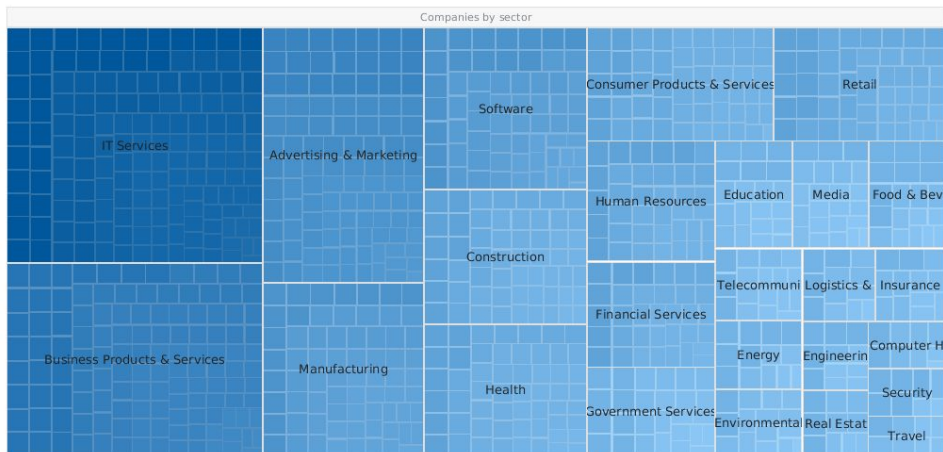 Companies by sector
IT Services
Advertising & Marketing
Software
Consumer Products & Services
Retail
Human Resources
Education
Media
Food & Bev
Construction
Business Products & Services
Manufacturing
Health
Financial Services
Telecommuni
Logistics &
Insurance
Energy
Engineerin
Computer H
Government Services
Environmental
Real Estat
Security
Travel